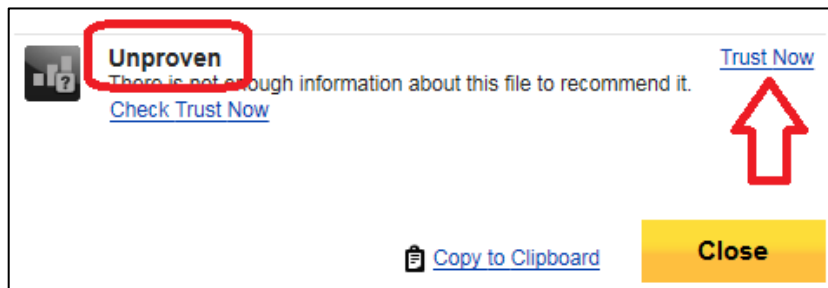 Unproven
Trust Now
There is not enough information about this file to recommend it.
Check Trust Now
Copy to Clipboard
Close